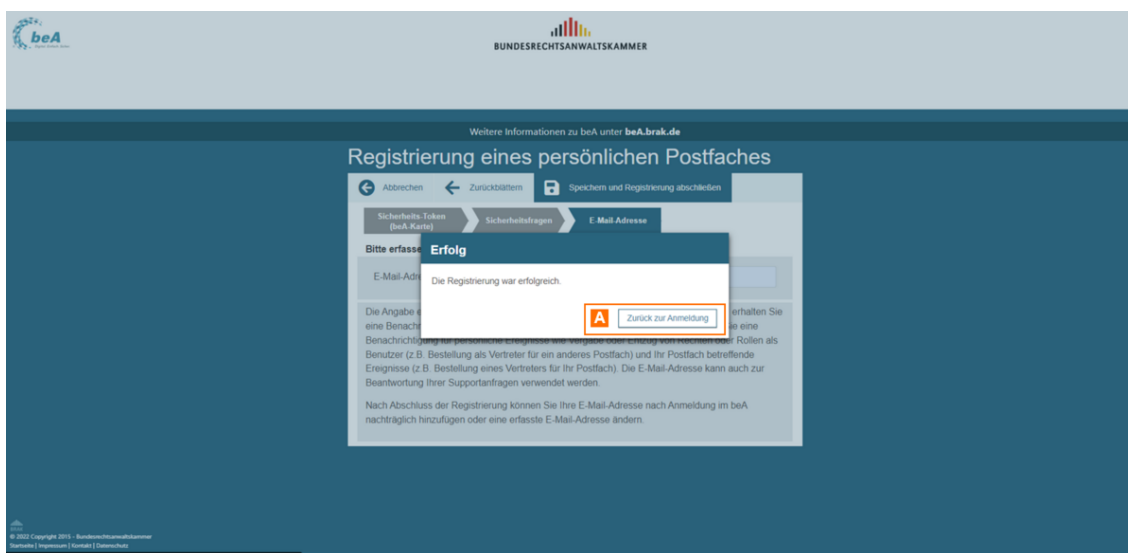 beA
BUNDESRECHTSANWALTSKAMMER
Weitere Informationen zu beA unter beA.brak.de
Registrierung eines persönlichen Postfaches
Abbrechen
Zurückblättern
Speichern und Registrierung abschließen
Sicherheits-Token
(beA-Karte)
Sicherheitsfragen
E-Mail-Adresse
Bitte erfasse
Erfolg
E-Mail-Adr
Die Registrierung war erfolgreich.
A Zurück zur Anmeldung
Die Angabe erhalten Sie
eine Benachr eine
Benachrichtigung für persönliche Ereignisse wie Vergabe oder Entzug von Rechten oder Rollen als
Benutzer (z.B. Bestellung als Vertreter für ein anderes Postfach) und Ihr Postfach betreffende
Ereignisse (z.B. Bestellung eines Vertreters für Ihr Postfach). Die E-Mail-Adresse kann auch zur
Beantwortung Ihrer Supportanfragen verwendet werden.
Nach Abschluss der Registrierung können Sie Ihre E-Mail-Adresse nach Anmeldung im beA
nachträglich hinzufügen oder eine erfasste E-Mail-Adresse ändern.
© 2022 Copyright 2015 - Bundesrechtsanwaltskammer
Startseite | Impressum | Kontakt | Datenschutz